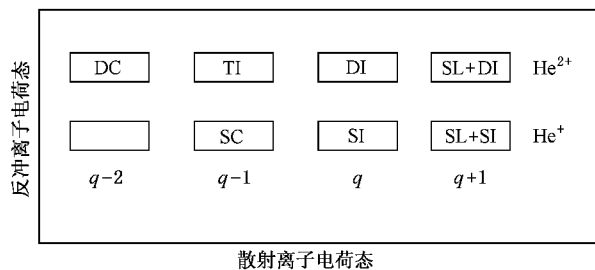 反冲离子电荷态
DC TI DI SL+DI He²⁺
SC SI SL+SI He⁺
q-2 q-1 q q+1
散射离子电荷态